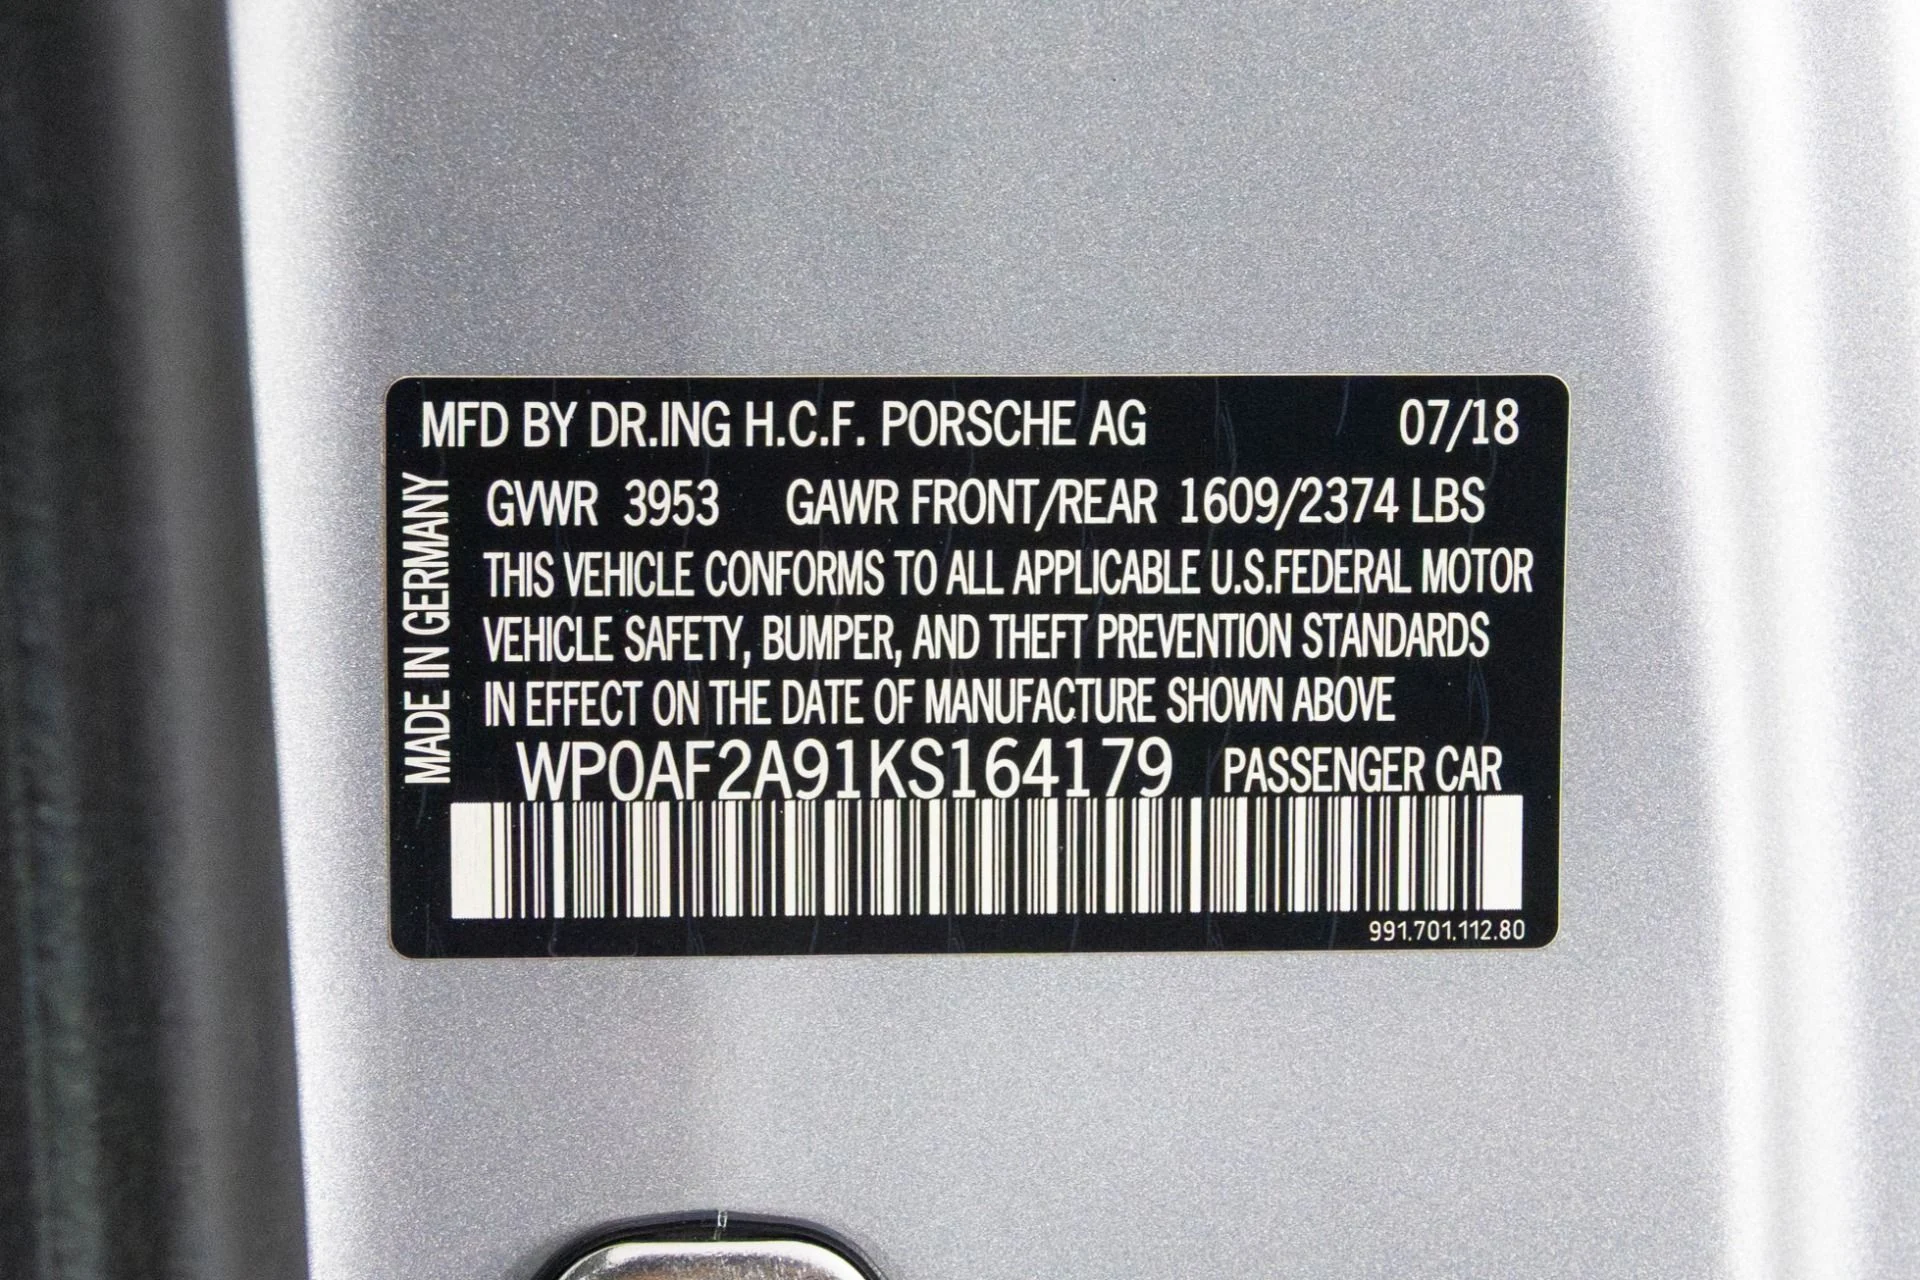 MFD BY DR.ING H.C.F. PORSCHE AG 07/18
MADE IN GERMANY
GVWR 3953 GAWR FRONT/REAR 1609/2374 LBS
THIS VEHICLE CONFORMS TO ALL APPLICABLE U.S.FEDERAL MOTOR
VEHICLE SAFETY, BUMPER, AND THEFT PREVENTION STANDARDS
IN EFFECT ON THE DATE OF MANUFACTURE SHOWN ABOVE
WP0AF2A91KS164179 PASSENGER CAR
991.701.112.80